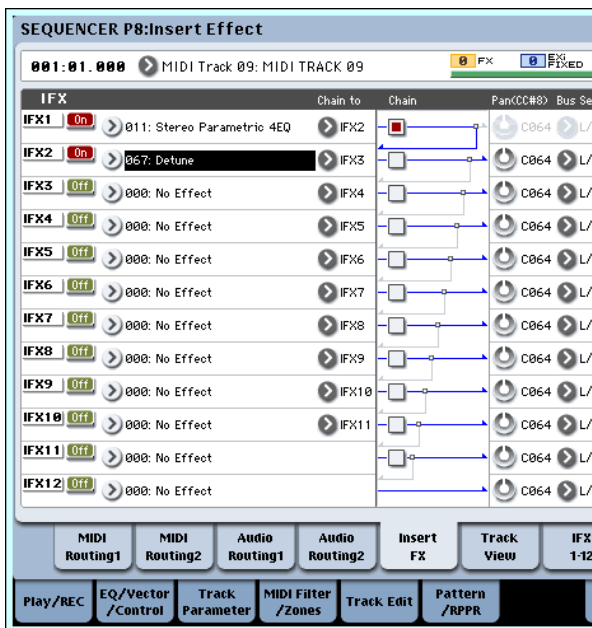 SEQUENCER P8:Insert Effect
001:01.000 MIDI Track 09: MIDI TRACK 09 0 FX 0 EXi FIXED
IFX Chain to Chain Pan(CC#8) Bus Se
IFX1 On 011: Stereo Parametric 4EQ IFX2 C064 L/
IFX2 On 067: Detune IFX3 C064 L/
IFX3 Off 000: No Effect IFX4 C064 L/
IFX4 Off 000: No Effect IFX5 C064 L/
IFX5 Off 000: No Effect IFX6 C064 L/
IFX6 Off 000: No Effect IFX7 C064 L/
IFX7 Off 000: No Effect IFX8 C064 L/
IFX8 Off 000: No Effect IFX9 C064 L/
IFX9 Off 000: No Effect IFX10 C064 L/
IFX10 Off 000: No Effect IFX11 C064 L/
IFX11 Off 000: No Effect C064 L/
IFX12 Off 000: No Effect C064 L/
MIDI Routing1 MIDI Routing2 Audio Routing1 Audio Routing2 Insert FX Track View IFX 1-12
Play/REC EQ/Vector /Control Track Parameter MIDI Filter /Zones Track Edit Pattern /RPPR